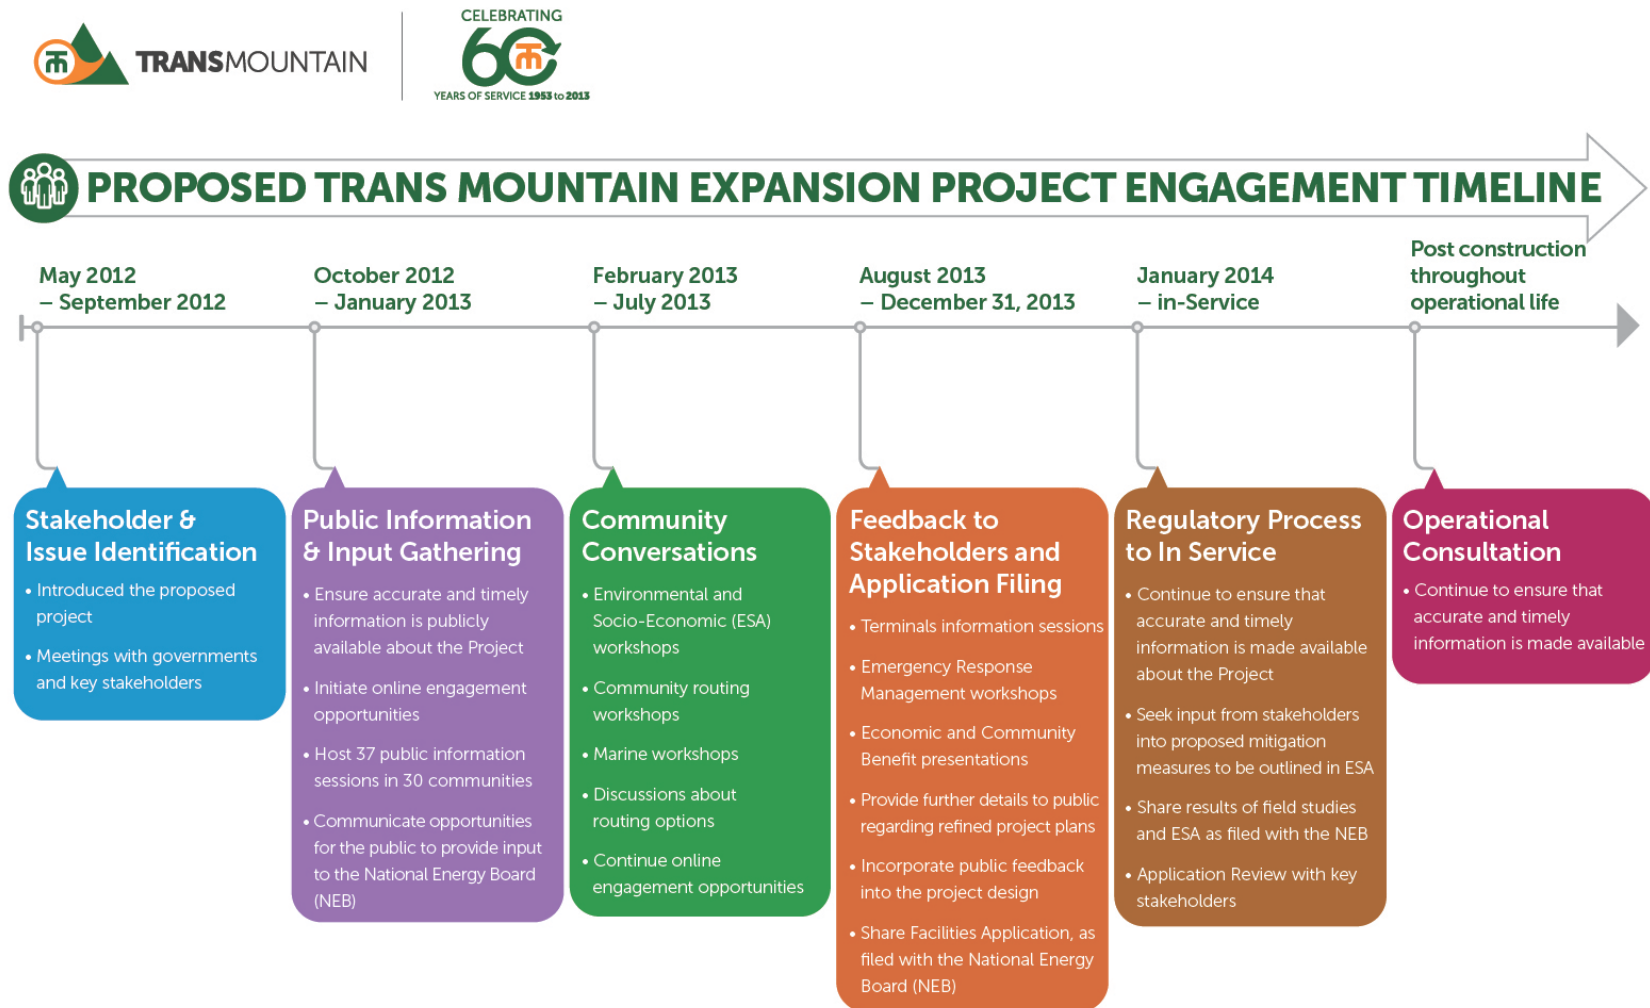 TRANSMOUNTAIN
CELEBRATING
60
YEARS OF SERVICE 1953 to 2013
PROPOSED TRANS MOUNTAIN EXPANSION PROJECT ENGAGEMENT TIMELINE
May 2012
– September 2012
October 2012
– January 2013
February 2013
– July 2013
August 2013
– December 31, 2013
January 2014
– in-Service
Post construction
throughout
operational life
Stakeholder &
Issue Identification
• Introduced the proposed
project
• Meetings with governments
and key stakeholders
Public Information
& Input Gathering
• Ensure accurate and timely
information is publicly
available about the Project
• Initiate online engagement
opportunities
• Host 37 public information
sessions in 30 communities
• Communicate opportunities
for the public to provide input
to the National Energy Board
(NEB)
Community
Conversations
• Environmental and
Socio-Economic (ESA)
workshops
• Community routing
workshops
• Marine workshops
• Discussions about
routing options
• Continue online
engagement opportunities
Feedback to
Stakeholders and
Application Filing
• Terminals information sessions
• Emergency Response
Management workshops
• Economic and Community
Benefit presentations
• Provide further details to public
regarding refined project plans
• Incorporate public feedback
into the project design
• Share Facilities Application, as
filed with the National Energy
Board (NEB)
Regulatory Process
to In Service
• Continue to ensure that
accurate and timely
information is made available
about the Project
• Seek input from stakeholders
into proposed mitigation
measures to be outlined in ESA
• Share results of field studies
and ESA as filed with the NEB
• Application Review with key
stakeholders
Operational
Consultation
• Continue to ensure that
accurate and timely
information is made available